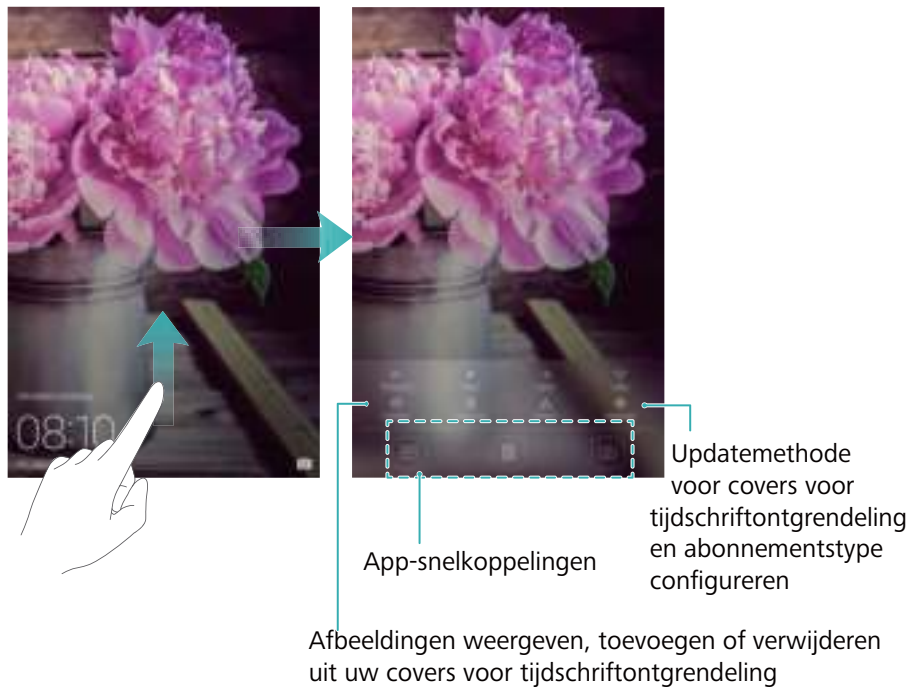 08:10
Updatemethode
voor covers voor
tijdschriftontgrendeling
en abonnementstype
configureren
App-snelkoppelingen
Afbeeldingen weergeven, toevoegen of verwijderen
uit uw covers voor tijdschriftontgrendeling